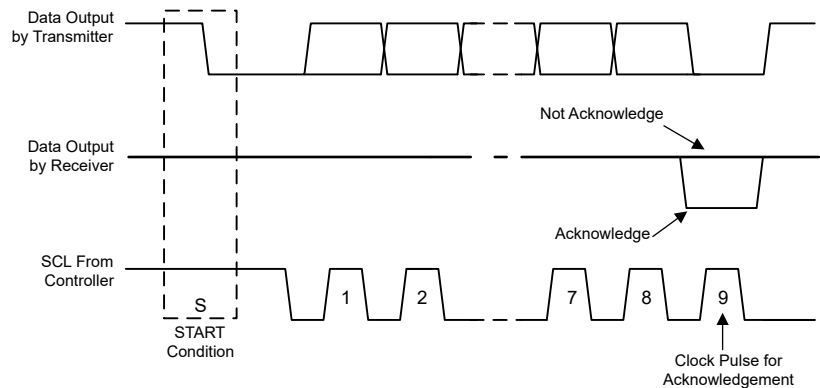 Data Output
by Transmitter
Not Acknowledge
Data Output
by Receiver
Acknowledge
SCL From
Controller
1
2
7
8
9
S
START
Condition
Clock Pulse for
Acknowledgement